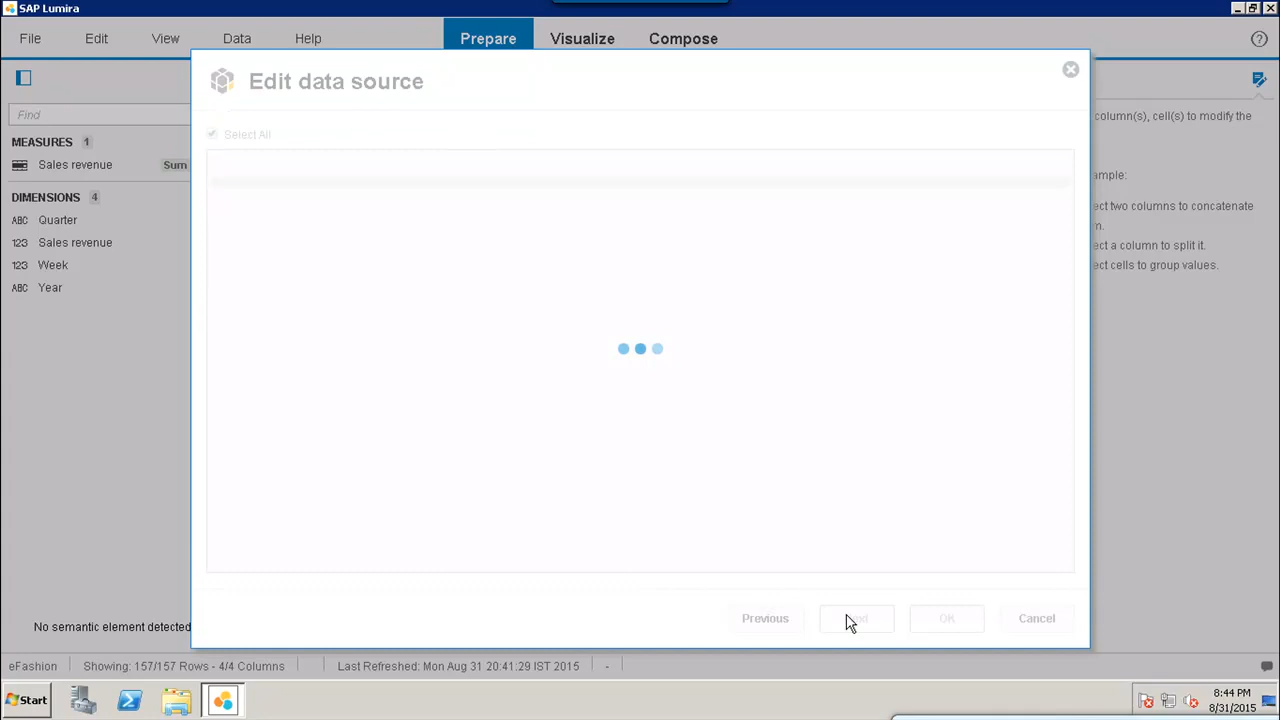 SAP Lumira
File Edit View Data Help Prepare Visualize Compose
Edit data source
Find
Select All
column(s), cell(s) to modify the
MEASURES 1
Sales revenue Sum
ample:
DIMENSIONS 4
ect two columns to concatenate
ABC Quarter
m.
123 Sales revenue
ect a column to split it.
123 Week
ect cells to group values.
ABC Year
Previous OK Cancel
No semantic element detected
eFashion Showing: 157/157 Rows - 4/4 Columns Last Refreshed: Mon Aug 31 20:41:29 IST 2015 -
Start
8:44 PM
8/31/2015